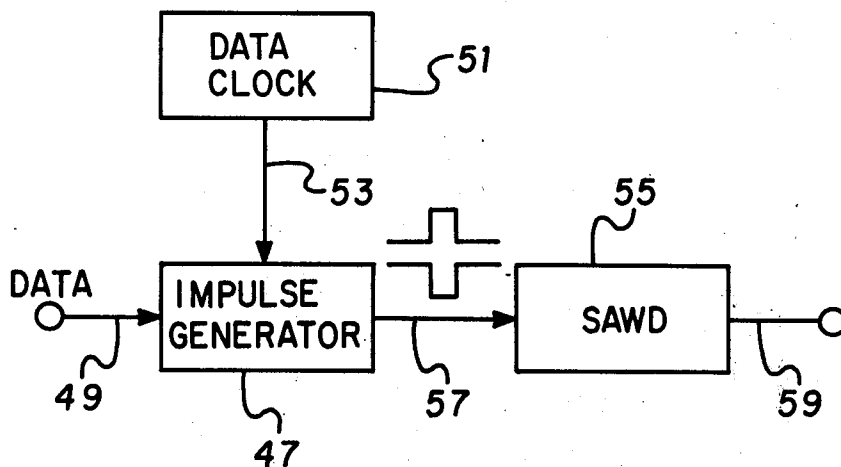 DATA
CLOCK
51
53
55
DATA
IMPULSE
GENERATOR
SAWD
49
47
57
59